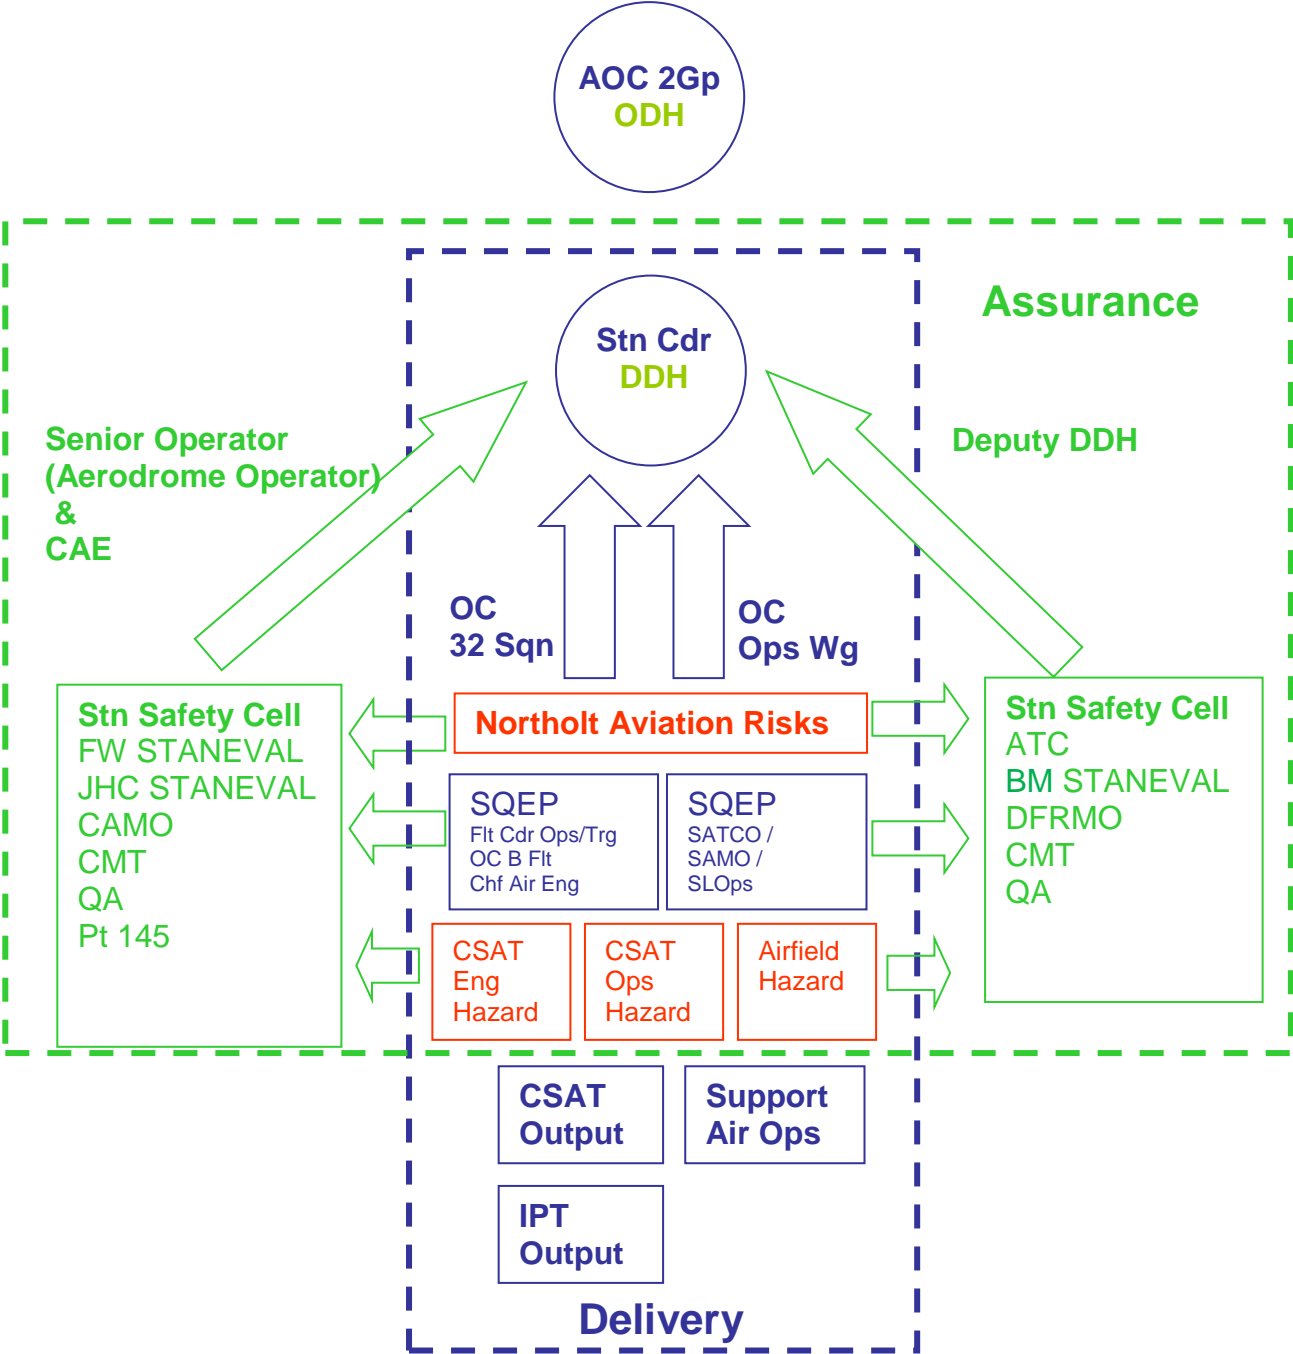 AOC 2Gp
ODH
Assurance
Stn Cdr
DDH
Senior Operator
(Aerodrome Operator)
&
CAE
Deputy DDH
OC
32 Sqn
OC
Ops Wg
Stn Safety Cell
FW STANEVAL
JHC STANEVAL
CAMO
CMT
QA
Pt 145
Northolt Aviation Risks
SQEP
Flt Cdr Ops/Trg
OC B Flt
Chf Air Eng
SQEP
SATCO /
SAMO /
SLOps
CSAT
Eng
Hazard
CSAT
Ops
Hazard
Airfield
Hazard
Stn Safety Cell
ATC
BM STANEVAL
DFRMO
CMT
QA
CSAT
Output
Support
Air Ops
IPT
Output
Delivery